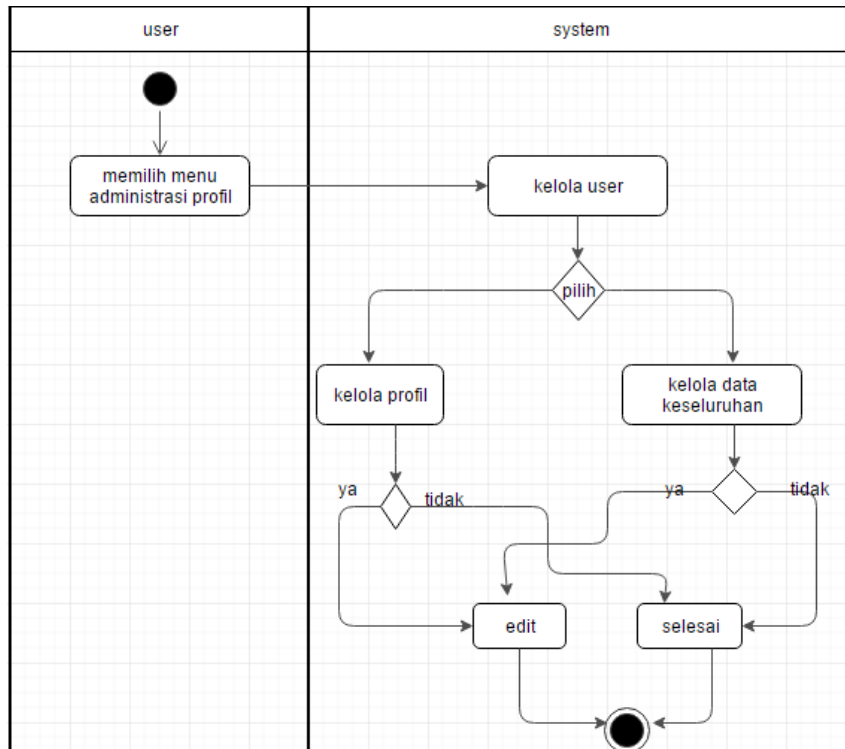 user
system
memilih menu
administrasi profil
kelola user
pilih
kelola profil
kelola data
keseluruhan
ya
tidak
ya
tidak
edit
selesai